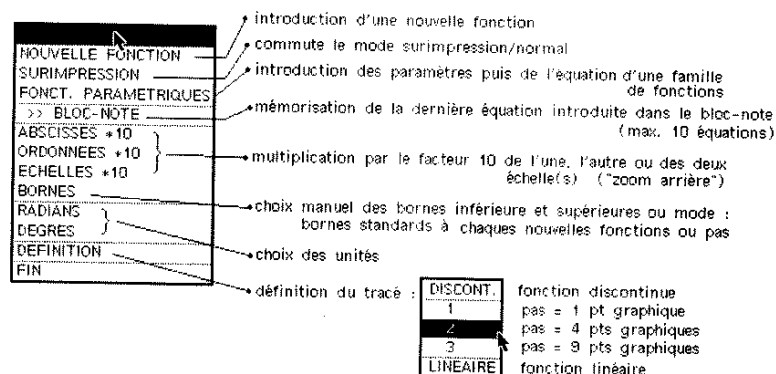 introduction d'une nouvelle fonction
NOUVELLE FONCTION
commute le mode surimpression/normal
SURIMPRESSION
introduction des paramètres puis de l'équation d'une famille
de fonctions
FONCT. PARAMETRIQUES
>> BLOC-NOTE
mémorisation de la dernière équation introduite dans le bloc-note
(max. 10 équations)
ABSCISSES *10
ORDONNEES *10
ECHELLES *10
multiplication par le facteur 10 de l'une, l'autre ou des deux
échelle(s) ("zoom arrière")
BORNES
choix manuel des bornes inférieure et supérieures ou mode :
bornes standards à chaques nouvelles fonctions ou pas
RADIANS
DEGRES
choix des unités
DEFINITION
FIN
définition du tracé :
DISCONT. fonction discontinue
1 pas = 1 pt graphique
2 pas = 4 pts graphiques
3 pas = 9 pts graphiques
LINEAIRE fonction linéaire